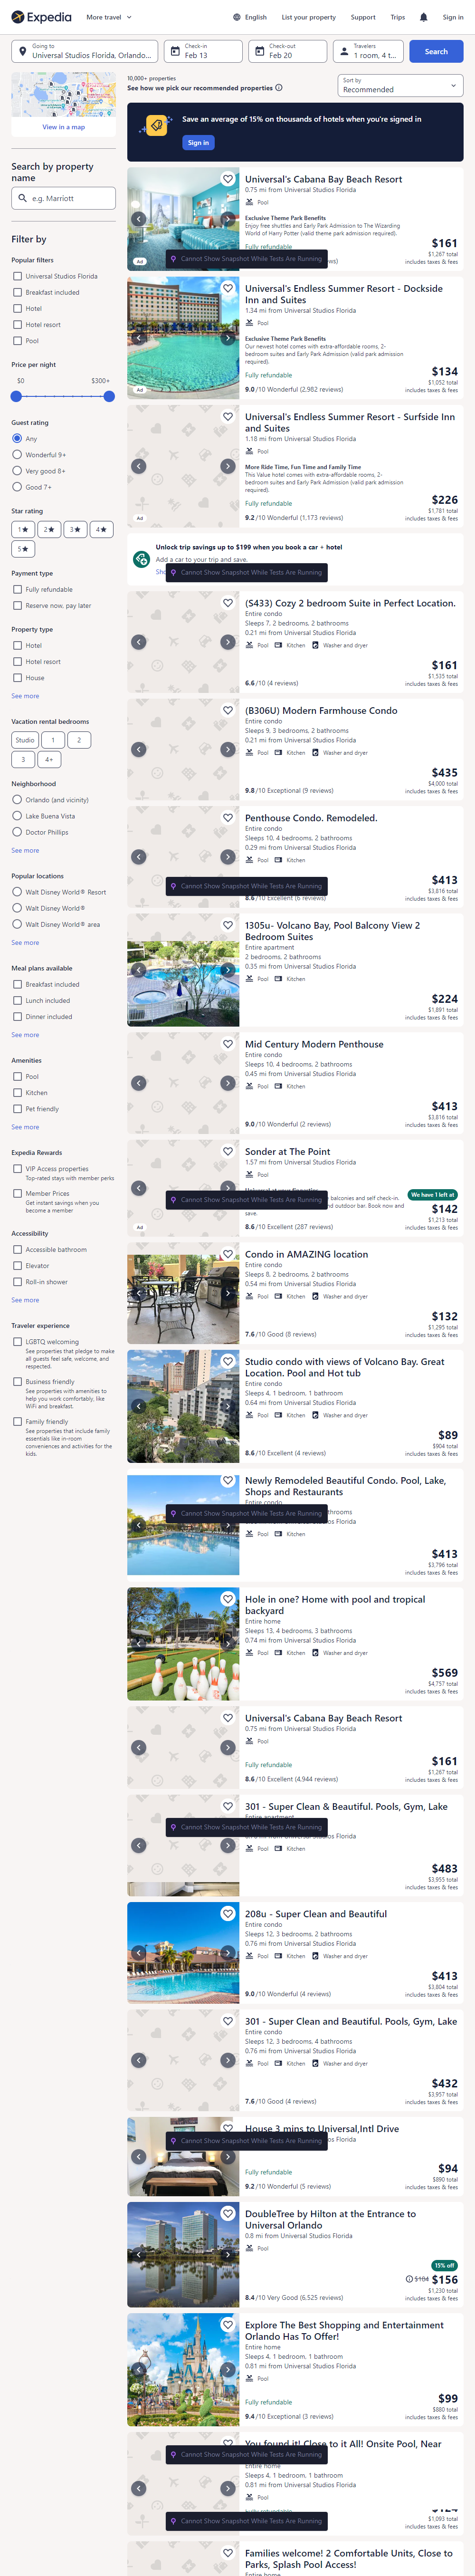 Expedia
More travel
English
List your property
Support
Trips
Sign in
Going to
Universal Studios Florida, Orlando...
Check-in
Feb 13
Check-out
Feb 20
Travelers
1 room, 4 t...
Search
View in a map
Search by property name
e.g. Marriott
Filter by
Popular filters
Universal Studios Florida
Breakfast included
Hotel
Hotel resort
Pool
Price per night
$0
$300+
Guest rating
Any
Wonderful 9+
Very good 8+
Good 7+
Star rating
1★
2★
3★
4★
5★
Payment type
Fully refundable
Reserve now, pay later
Property type
Hotel
Hotel resort
House
See more
Vacation rental bedrooms
Studio
1
2
3
4+
Neighborhood
Orlando (and vicinity)
Lake Buena Vista
Doctor Phillips
See more
Popular locations
Walt Disney World® Resort
Walt Disney World®
Walt Disney World® area
See more
Meal plans available
Breakfast included
Lunch included
Dinner included
See more
Amenities
Pool
Kitchen
Pet friendly
See more
Expedia Rewards
VIP Access properties
Top-rated stays with member perks
Member Prices
Get instant savings when you become a member
Accessibility
Accessible bathroom
Elevator
Roll-in shower
See more
Traveler experience
LGBTQ welcoming
See properties that pledge to make all guests feel safe, welcome, and respected.
Business friendly
See properties with amenities to help you work comfortably, like WiFi and breakfast.
Family friendly
See properties that include family essentials like in-room conveniences and activities for the kids.
10,000+ properties
See how we pick our recommended properties
Sort by
Recommended
Save an average of 15% on thousands of hotels when you're signed in
Sign in
Universal's Cabana Bay Beach Resort
0.75 mi from Universal Studios Florida
Pool
Exclusive Theme Park Benefits
Enjoy free shuttles and Early Park Admission to The Wizarding World of Harry Potter (valid theme park admission required).
Fully refundable
Cannot Show Snapshot While Tests Are Running
ws)
$161
$1,267 total
includes taxes & fees
Ad
Universal's Endless Summer Resort - Dockside Inn and Suites
1.34 mi from Universal Studios Florida
Pool
Exclusive Theme Park Benefits
Our newest hotel comes with extra-affordable rooms, 2-bedroom suites and Early Park Admission (valid park admission required).
Fully refundable
9.0/10 Wonderful (2,982 reviews)
$134
$1,052 total
includes taxes & fees
Ad
Universal's Endless Summer Resort - Surfside Inn and Suites
1.18 mi from Universal Studios Florida
Pool
More Ride Time, Fun Time and Family Time
This Value hotel comes with extra-affordable rooms, 2-bedroom suites and Early Park Admission (valid park admission required).
Fully refundable
9.2/10 Wonderful (1,173 reviews)
$226
$1,781 total
includes taxes & fees
Ad
Unlock trip savings up to $199 when you book a car + hotel
Add a car to your trip and save.
Cannot Show Snapshot While Tests Are Running
(S433) Cozy 2 bedroom Suite in Perfect Location.
Entire condo
Sleeps 7, 2 bedrooms, 2 bathrooms
0.21 mi from Universal Studios Florida
Pool
Kitchen
Washer and dryer
6.6/10 (4 reviews)
$161
$1,535 total
includes taxes & fees
(B306U) Modern Farmhouse Condo
Entire condo
Sleeps 9, 3 bedrooms, 2 bathrooms
0.21 mi from Universal Studios Florida
Pool
Kitchen
Washer and dryer
9.8/10 Exceptional (9 reviews)
$435
$4,000 total
includes taxes & fees
Penthouse Condo. Remodeled.
Entire condo
Sleeps 10, 4 bedrooms, 2 bathrooms
0.29 mi from Universal Studios Florida
Pool
Kitchen
Cannot Show Snapshot While Tests Are Running
8.6/10 Excellent (6 reviews)
$413
$3,816 total
includes taxes & fees
1305u- Volcano Bay, Pool Balcony View 2 Bedroom Suites
Entire apartment
2 bedrooms, 2 bathrooms
0.35 mi from Universal Studios Florida
Pool
Kitchen
$224
$1,891 total
includes taxes & fees
Mid Century Modern Penthouse
Entire condo
Sleeps 10, 4 bedrooms, 2 bathrooms
0.45 mi from Universal Studios Florida
Pool
Kitchen
9.0/10 Wonderful (2 reviews)
$413
$3,816 total
includes taxes & fees
Sonder at The Point
1.57 mi from Universal Studios Florida
Pool
Cannot Show Snapshot While Tests Are Running
balconies and self check-in.
nd outdoor bar. Book now and save.
8.6/10 Excellent (287 reviews)
We have 1 left at
$142
$1,213 total
includes taxes & fees
Ad
Condo in AMAZING location
Entire condo
Sleeps 8, 2 bedrooms, 2 bathrooms
0.54 mi from Universal Studios Florida
Pool
Kitchen
Washer and dryer
7.6/10 Good (8 reviews)
$132
$1,295 total
includes taxes & fees
Studio condo with views of Volcano Bay. Great Location. Pool and Hot tub
Entire condo
Sleeps 4, 1 bedroom, 1 bathroom
0.64 mi from Universal Studios Florida
Pool
Kitchen
Washer and dryer
8.6/10 Excellent (4 reviews)
$89
$904 total
includes taxes & fees
Newly Remodeled Beautiful Condo. Pool, Lake, Shops and Restaurants
Entire condo
Cannot Show Snapshot While Tests Are Running
throoms
os Florida
Pool
Kitchen
$413
$3,796 total
includes taxes & fees
Hole in one? Home with pool and tropical backyard
Entire home
Sleeps 13, 4 bedrooms, 3 bathrooms
0.74 mi from Universal Studios Florida
Pool
Kitchen
Washer and dryer
$569
$4,757 total
includes taxes & fees
Universal's Cabana Bay Beach Resort
0.75 mi from Universal Studios Florida
Pool
Fully refundable
8.6/10 Excellent (4,944 reviews)
$161
$1,267 total
includes taxes & fees
301 - Super Clean & Beautiful. Pools, Gym, Lake
Entire apartment
Cannot Show Snapshot While Tests Are Running
os Florida
Pool
Kitchen
$483
$3,955 total
includes taxes & fees
208u - Super Clean and Beautiful
Entire condo
Sleeps 12, 3 bedrooms, 2 bathrooms
0.76 mi from Universal Studios Florida
Pool
Kitchen
Washer and dryer
9.0/10 Wonderful (4 reviews)
$413
$3,804 total
includes taxes & fees
301 - Super Clean and Beautiful. Pools, Gym, Lake
Entire condo
Sleeps 12, 3 bedrooms, 4 bathrooms
0.76 mi from Universal Studios Florida
Pool
Kitchen
Washer and dryer
7.6/10 Good (4 reviews)
$432
$3,957 total
includes taxes & fees
House 3 mins to Universal,Intl Drive
Cannot Show Snapshot While Tests Are Running
os Florida
Fully refundable
9.2/10 Wonderful (5 reviews)
$94
$890 total
includes taxes & fees
DoubleTree by Hilton at the Entrance to Universal Orlando
0.8 mi from Universal Studios Florida
Pool
8.4/10 Very Good (6,525 reviews)
15% off
$184
$156
$1,230 total
includes taxes & fees
Explore The Best Shopping and Entertainment Orlando Has To Offer!
Entire home
Sleeps 4, 1 bedroom, 1 bathroom
0.81 mi from Universal Studios Florida
Pool
Fully refundable
9.4/10 Exceptional (3 reviews)
$99
$880 total
includes taxes & fees
You found it! Close to it All! Onsite Pool, Near
Cannot Show Snapshot While Tests Are Running
Entire home
Sleeps 4, 1 bedroom, 1 bathroom
0.81 mi from Universal Studios Florida
Pool
Cannot Show Snapshot While Tests Are Running
$1,093 total
includes taxes & fees
Families welcome! 2 Comfortable Units, Close to Parks, Splash Pool Access!
Entire home